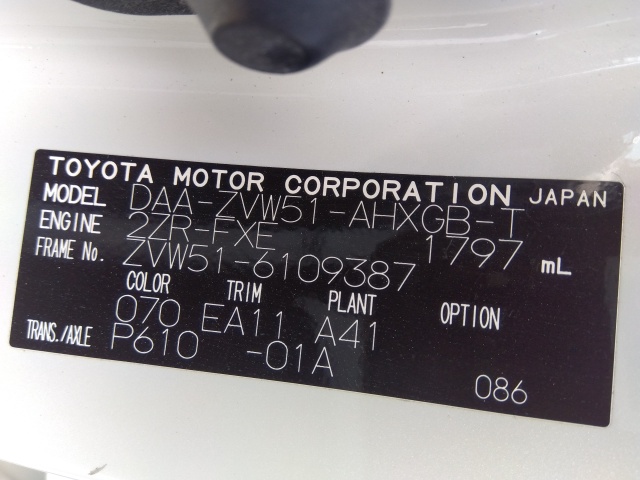 TOYOTA MOTOR CORPORATION JAPAN
MODEL DAA-ZVW51-AHXGB-T
ENGINE 2ZR-FXE 1797 mL
FRAME No. ZVW51-6109387
COLOR TRIM PLANT OPTION
070 EA11 A41
TRANS./AXLE P610 -01A
086